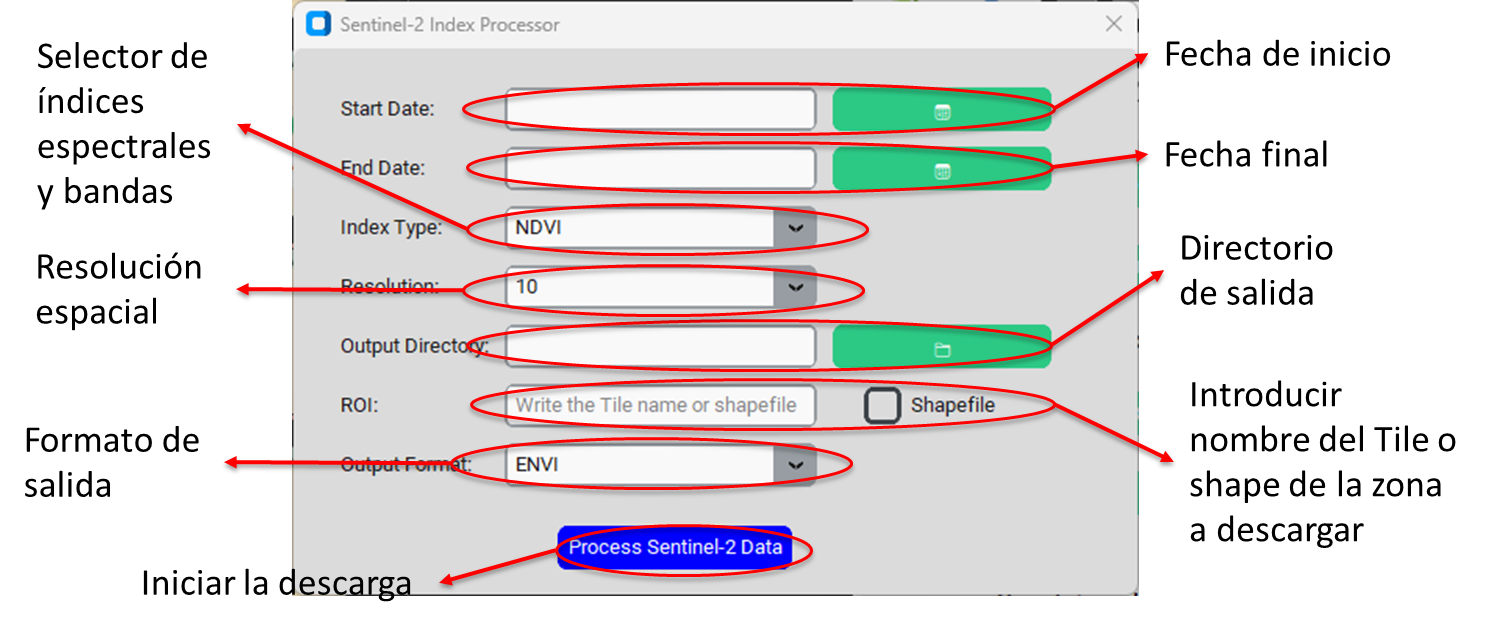 Sentinel-2 Index Processor
Selector de
índices
espectrales
y bandas
Resolución
espacial
Formato de
salida
Iniciar la descarga
Start Date:
End Date:
Index Type:
NDVI
Resolution:
10
Output Directory:
ROI:
Write the Tile name or shapefile
Shapefile
Output Format:
ENVI
Process Sentinel-2 Data
Fecha de inicio
Fecha final
Directorio
de salida
Introducir
nombre del Tile o
shape de la zona
a descargar